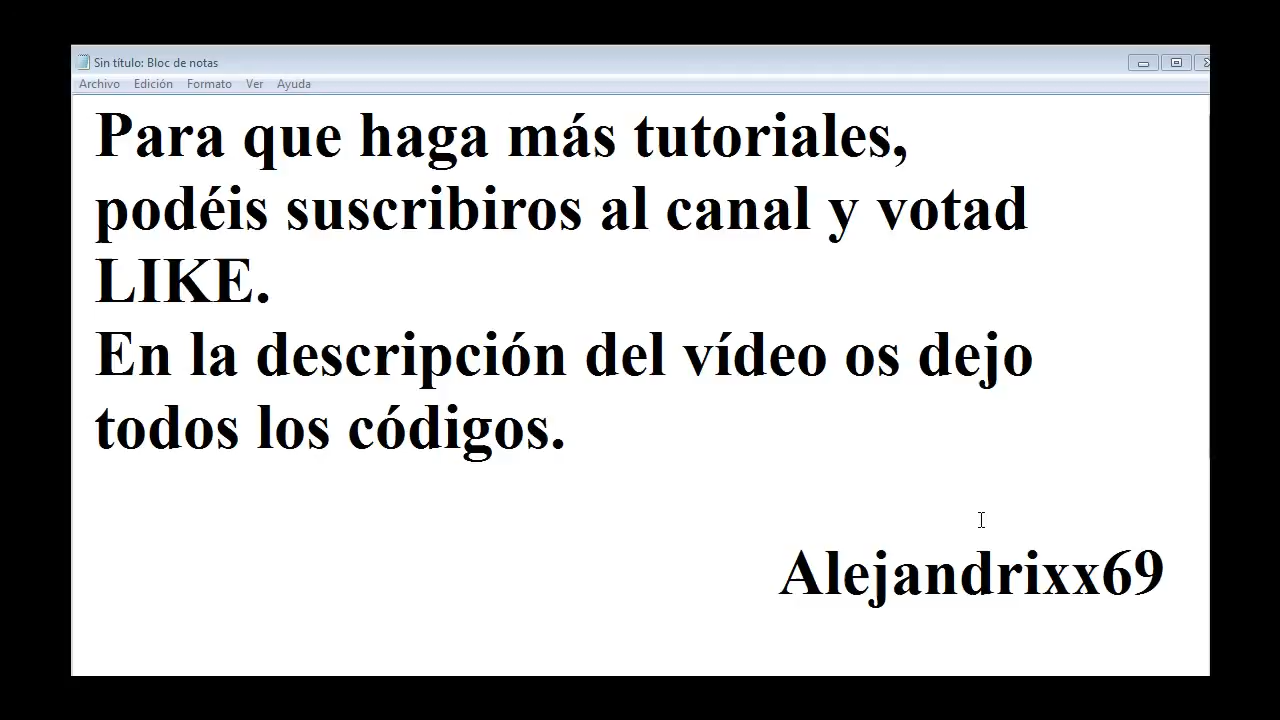 Sin título: Bloc de notas
Archivo Edición Formato Ver Ayuda
Para que haga más tutoriales,
podéis suscribiros al canal y votad
LIKE.
En la descripción del vídeo os dejo
todos los códigos.
Alejandrixx69